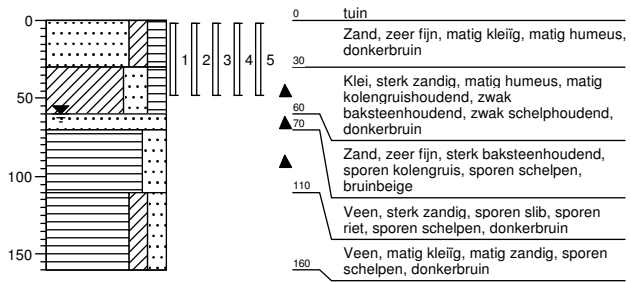 0
50
100
150
1
2
3
4
5
0 tuin
Zand, zeer fijn, matig kleiïg, matig humeus,
donkerbruin
30
Klei, sterk zandig, matig humeus, matig
kolengruishoudend, zwak
baksteenhoudend, zwak schelphoudend,
donkerbruin
60
70
Zand, zeer fijn, sterk baksteenhoudend,
sporen kolengruis, sporen schelpen,
bruinbeige
110
Veen, sterk zandig, sporen slib, sporen
riet, sporen schelpen, donkerbruin
160
Veen, matig kleiïg, matig zandig, sporen
schelpen, donkerbruin